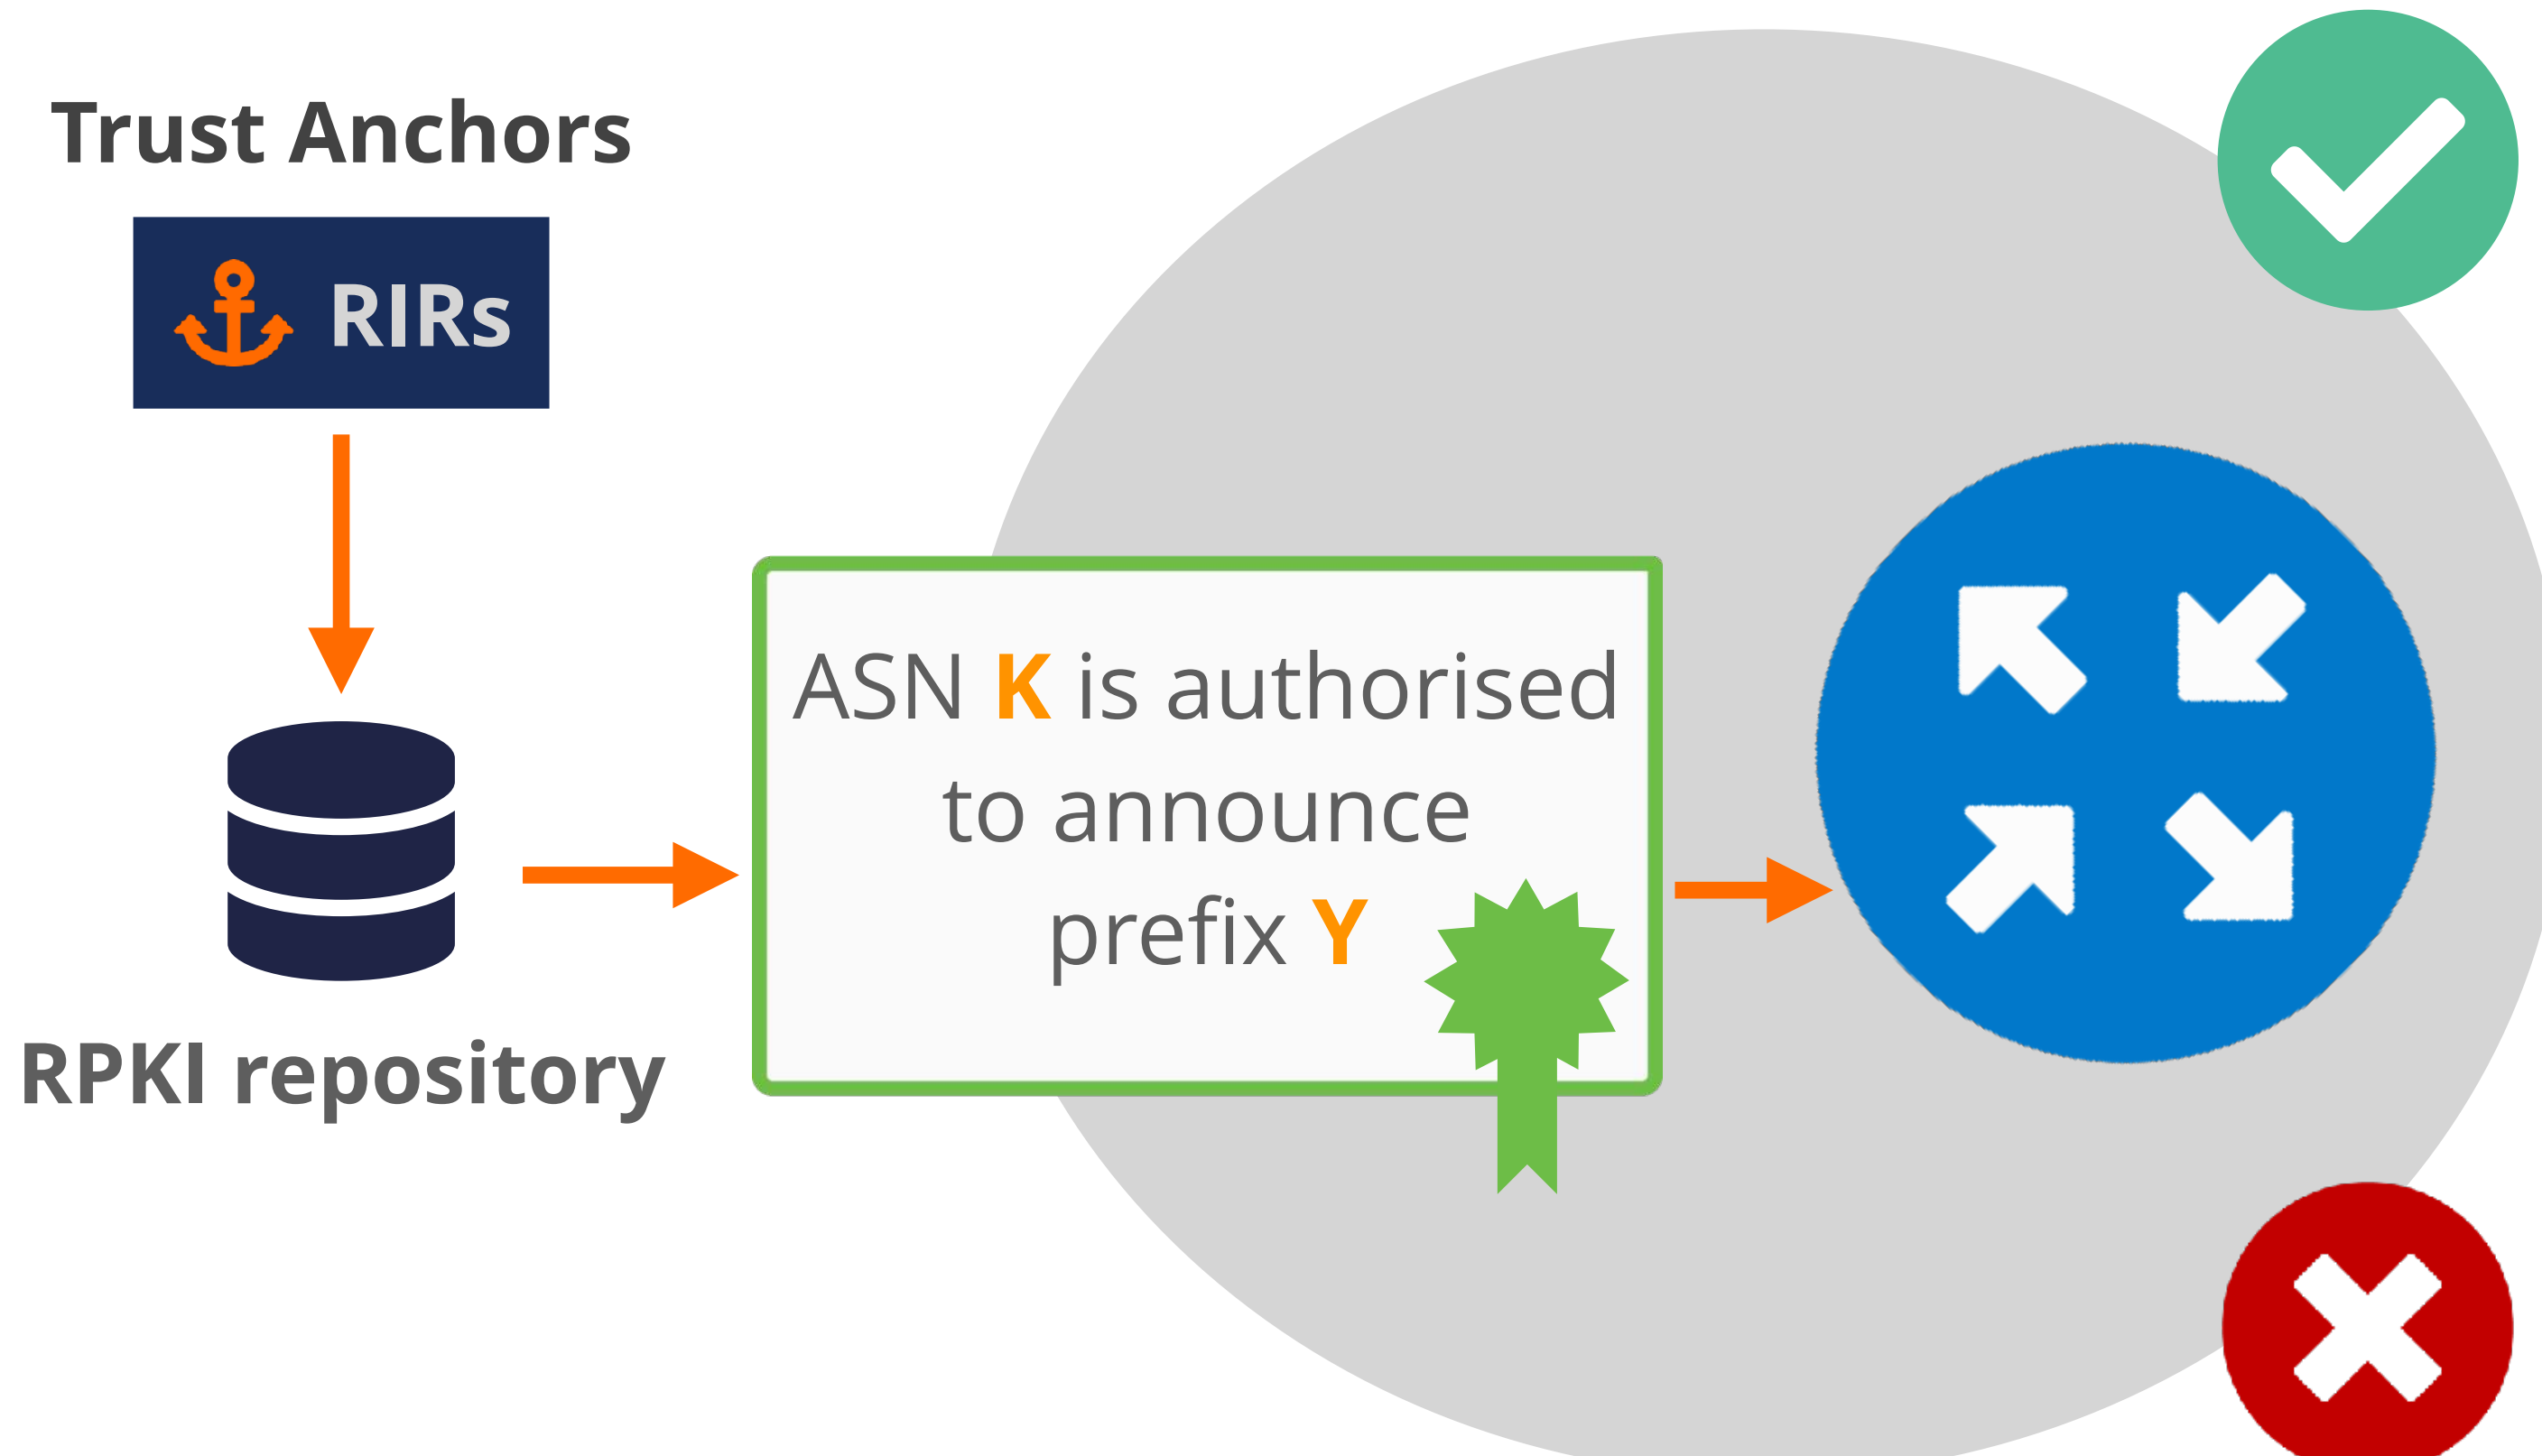 Trust Anchors
RIRs
ASN K is authorised
to announce
prefix Y
RPKI repository